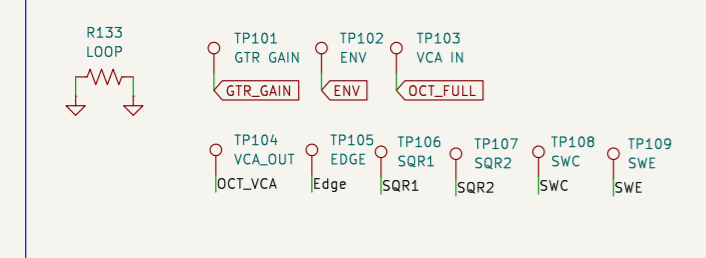 R133
LOOP
TP101
GTR GAIN
GTR_GAIN
TP102
ENV
ENV
TP103
VCA IN
OCT_FULL
TP104
VCA_OUT
OCT_VCA
TP105
EDGE
Edge
TP106
SQR1
SQR1
TP107
SQR2
SQR2
TP108
SWC
SWC
TP109
SWE
SWE